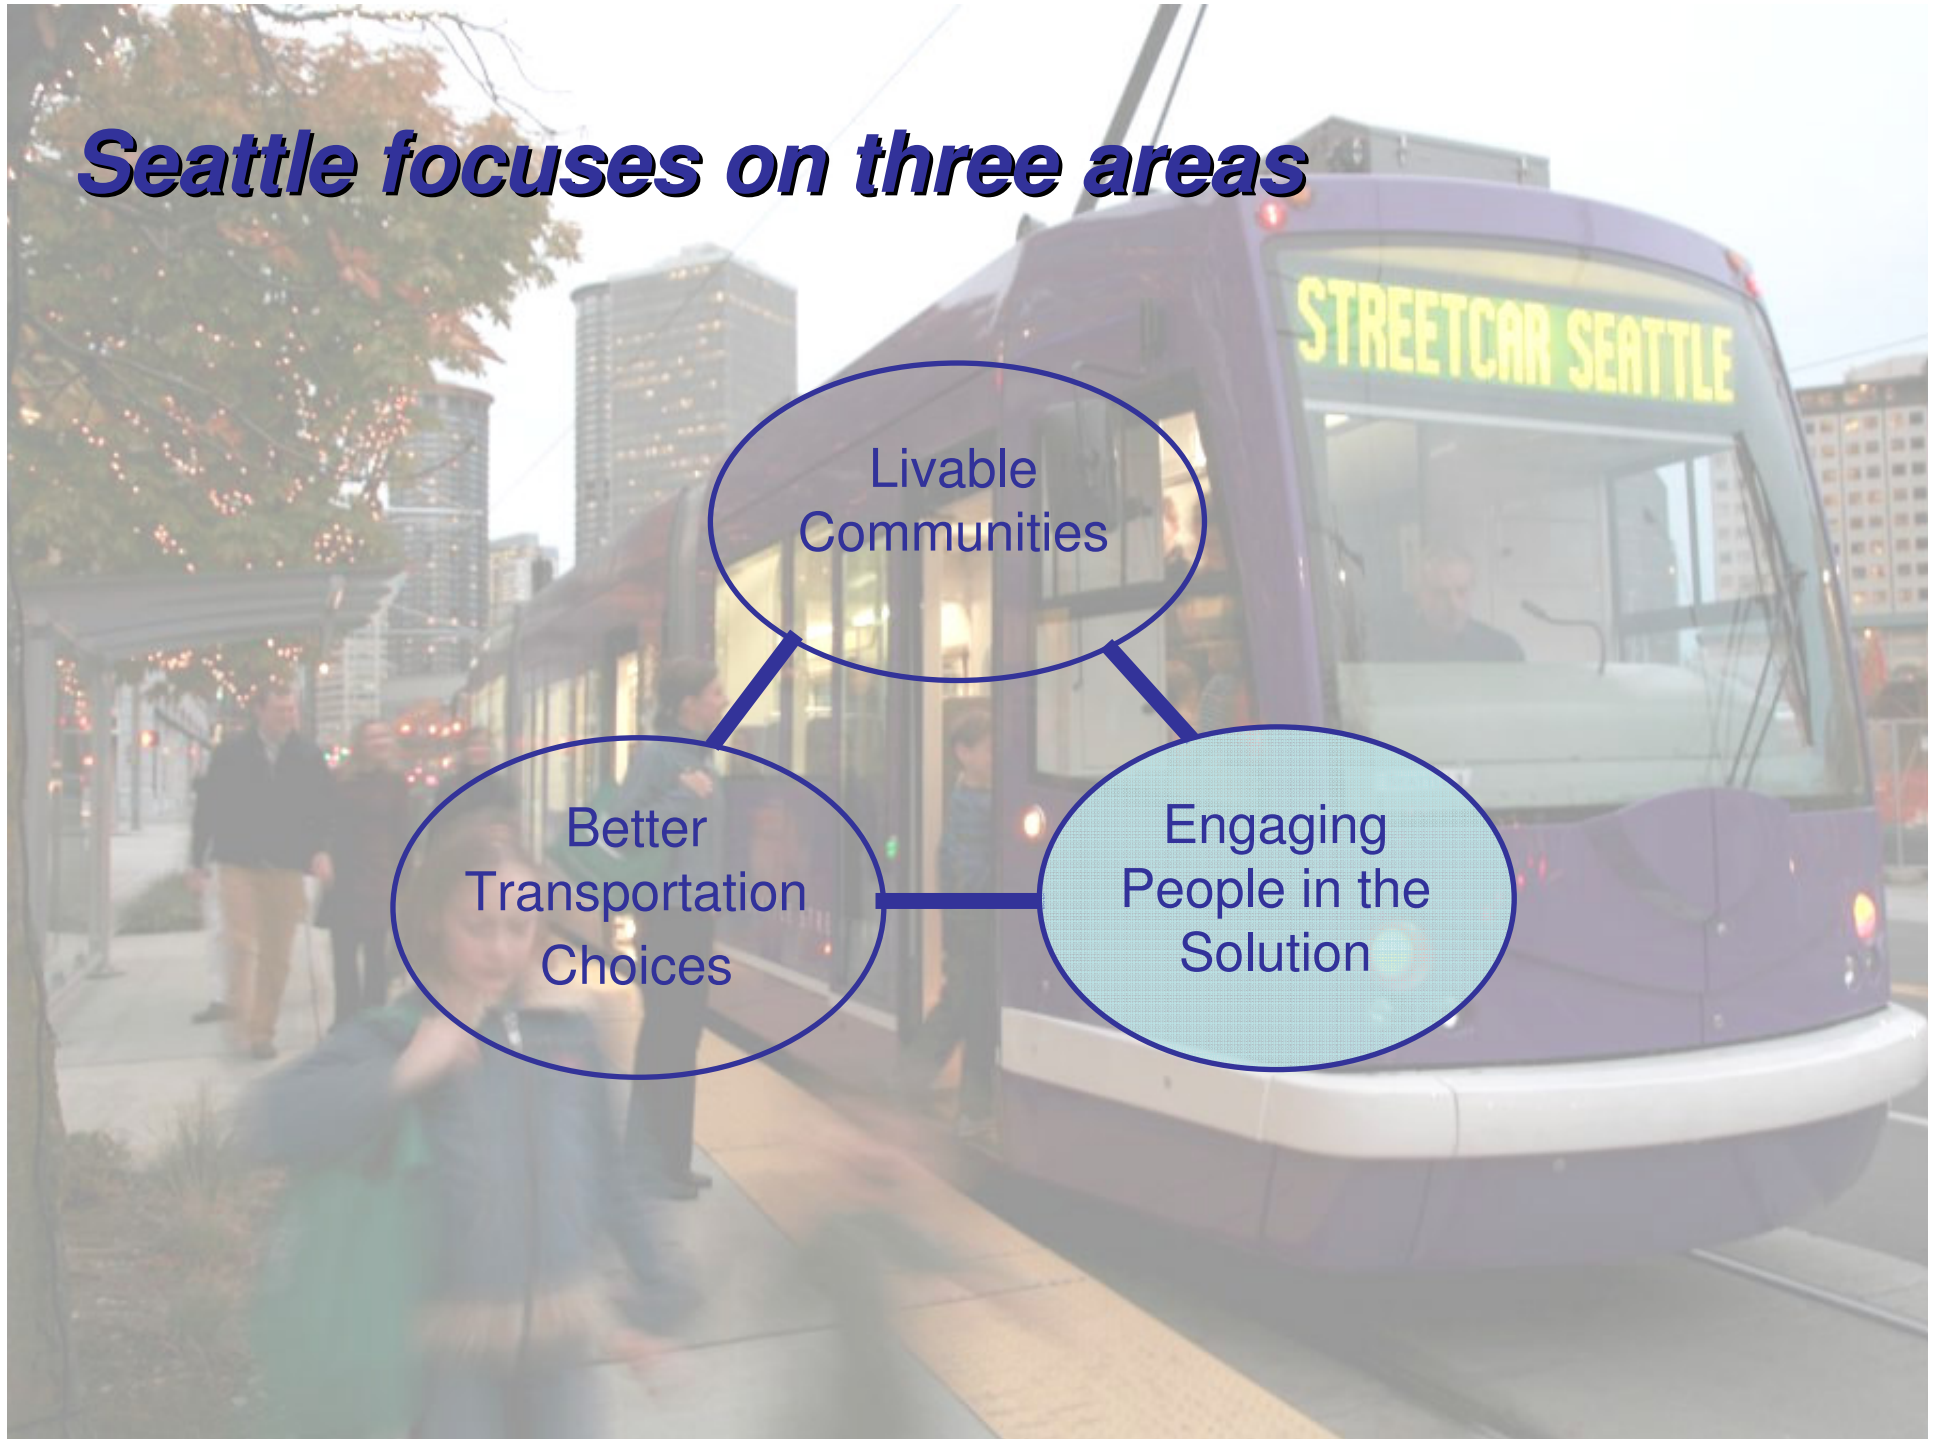 Seattle focuses on three areas
STREETCAR SEATTLE
Livable
Communities
Better
Transportation
Choices
Engaging
People in the
Solution